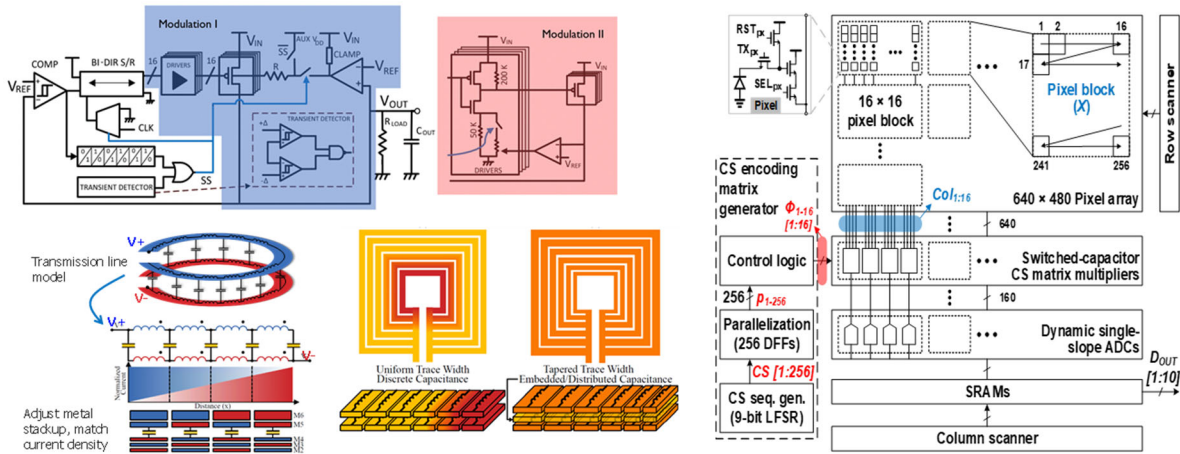 Modulation I
COMP
V_REF
BI-DIR S/R
16
DRIVERS
16
V_IN
R
SS
AUX V_DD
V_IN
CLAMP
V_REF
CLK
V_OUT
R_LOAD
C_OUT
TRANSIENT DETECTOR
+Δ
-Δ
SS
TRANSIENT DETECTOR
Modulation II
V_IN
200 K
V_IN
50 K
V_REF
DRIVERS
V+
V-
Transmission line
model
V+
V-
Normalized
Current
Distance (x)
Adjust metal
stackup, match
current density
M6
M5
M4
M3
M2
Uniform Trace Width
Discrete Capacitance
Tapered Trace Width
Embedded/Distributed Capacitance
RST_px
TX_px
SEL_px
Pixel
16 × 16
pixel block
1 2 16
17
Pixel block
(X)
241 256
640 × 480 Pixel array
Row scanner
CS encoding
matrix
generator
Φ_1-16
[1:16]
Col_1:16
640
Control logic
Switched-capacitor
CS matrix multipliers
256
p_1-256
160
Parallelization
(256 DFFs)
Dynamic single-
slope ADCs
CS [1:256]
D_OUT
[1:10]
CS seq. gen.
(9-bit LFSR)
SRAMs
Column scanner